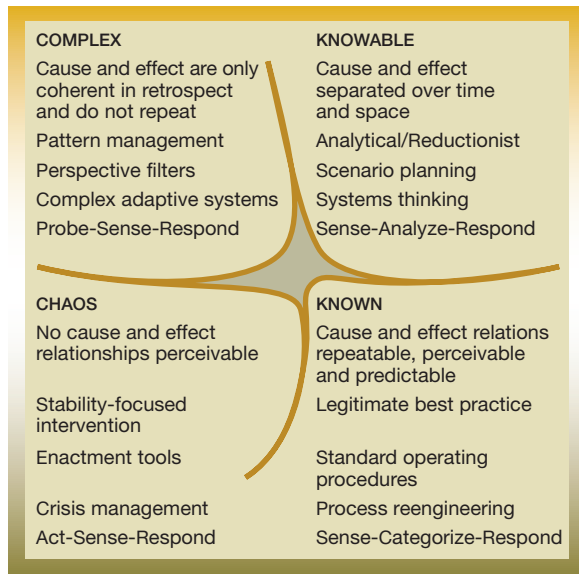 COMPLEX
Cause and effect are only
coherent in retrospect
and do not repeat
Pattern management
Perspective filters
Complex adaptive systems
Probe-Sense-Respond
KNOWABLE
Cause and effect
separated over time
and space
Analytical/Reductionist
Scenario planning
Systems thinking
Sense-Analyze-Respond
CHAOS
No cause and effect
relationships perceivable
Stability-focused
intervention
Enactment tools
Crisis management
Act-Sense-Respond
KNOWN
Cause and effect relations
repeatable, perceivable
and predictable
Legitimate best practice
Standard operating
procedures
Process reengineering
Sense-Categorize-Respond